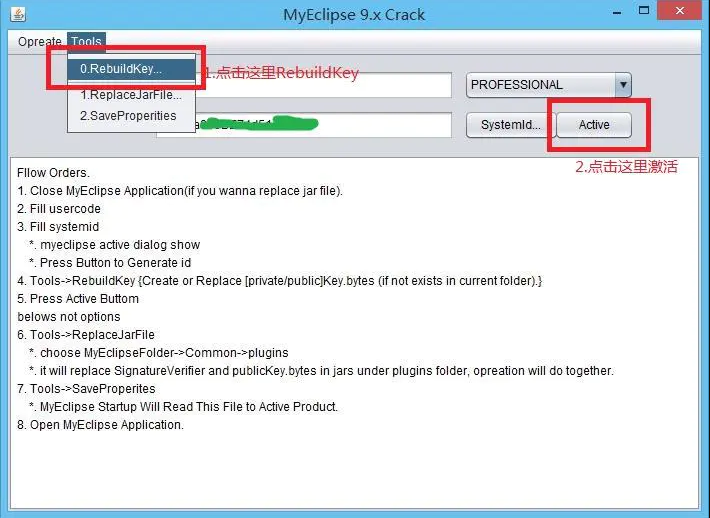 MyEclipse 9.x Crack
Opreate Tools
0.RebuildKey...
1.点击这里RebuildKey
PROFESSIONAL
1.ReplaceJarFile...
2.SaveProperities
SystemId...
Active
2.点击这里激活
Fllow Orders.
1. Close MyEclipse Application(if you wanna replace jar file).
2. Fill usercode
3. Fill systemid
*. myeclipse active dialog show
*. Press Button to Generate id
4. Tools->RebuildKey {Create or Replace [private/public]Key.bytes (if not exists in current folder).}
5. Press Active Buttom
belows not options
6. Tools->ReplaceJarFile
*. choose MyEclipseFolder->Common->plugins
*. it will replace SignatureVerifier and publicKey.bytes in jars under plugins folder, opreation will do together.
7. Tools->SaveProperites
*. MyEclipse Startup Will Read This File to Active Product.
8. Open MyEclipse Application.